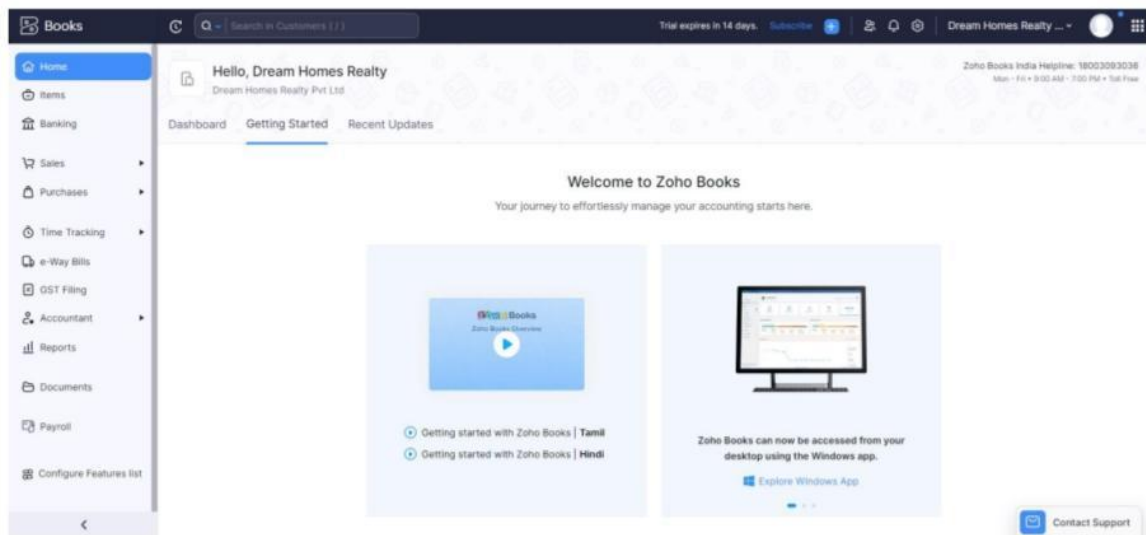 Books
Search in Customers ( / )
Trial expires in 14 days. Subscribe
Dream Homes Realty ...
Home
Items
Banking
Sales
Purchases
Time Tracking
e-Way Bills
GST Filing
Accountant
Reports
Documents
Payroll
Configure Features list
Hello, Dream Homes Realty
Dream Homes Realty Pvt Ltd
Zoho Books India Helpline: 18003093036
Mon - Fri • 9:00 AM - 7:00 PM • Toll Free
Dashboard Getting Started Recent Updates
Welcome to Zoho Books
Your journey to effortlessly manage your accounting starts here.
Books
Zoho Books Overview
Getting started with Zoho Books | Tamil
Getting started with Zoho Books | Hindi
Zoho Books can now be accessed from your
desktop using the Windows app.
Explore Windows App
Contact Support